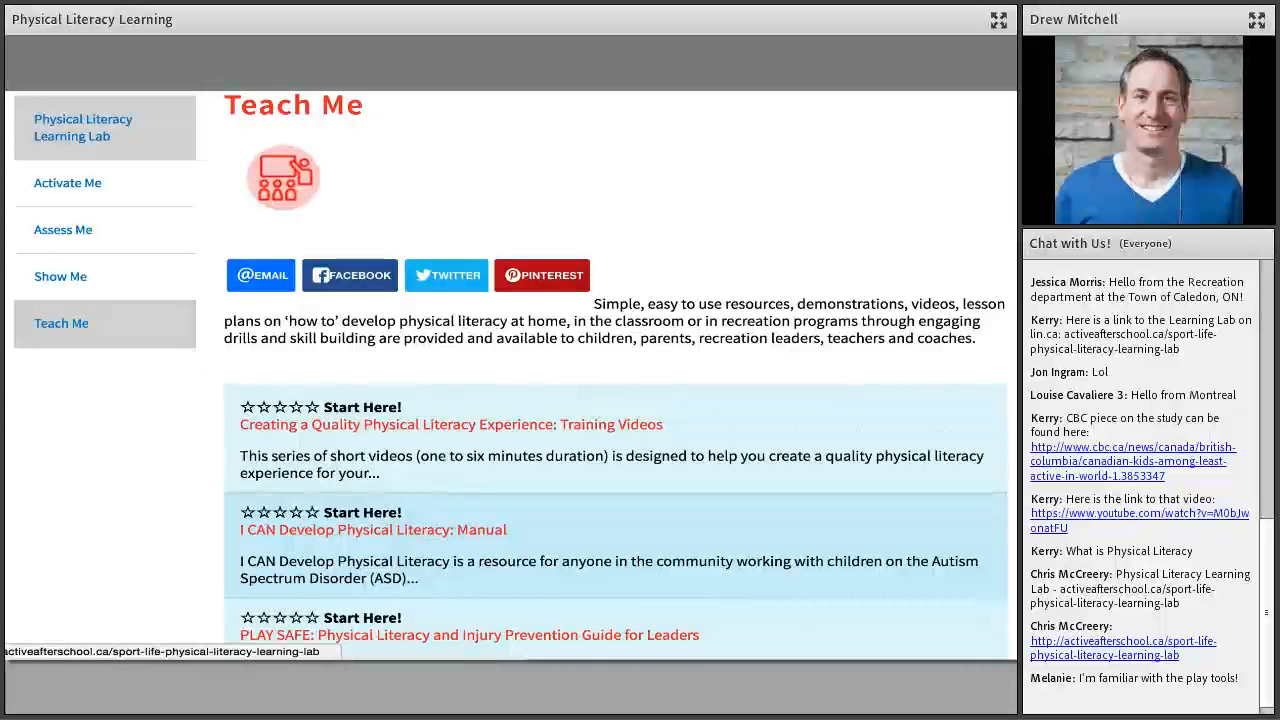 Physical Literacy Learning
Drew Mitchell
Teach Me
Physical Literacy
Learning Lab
Activate Me
Assess Me
Show Me
Teach Me
@EMAIL
FACEBOOK
TWITTER
PINTEREST
Simple, easy to use resources, demonstrations, videos, lesson
plans on ‘how to’ develop physical literacy at home, in the classroom or in recreation programs through engaging
drills and skill building are provided and available to children, parents, recreation leaders, teachers and coaches.
☆☆☆☆☆ Start Here!
Creating a Quality Physical Literacy Experience: Training Videos
This series of short videos (one to six minutes duration) is designed to help you create a quality physical literacy
experience for your...
☆☆☆☆☆ Start Here!
I CAN Develop Physical Literacy: Manual
I CAN Develop Physical Literacy is a resource for anyone in the community working with children on the Autism
Spectrum Disorder (ASD)...
☆☆☆☆☆ Start Here!
PLAY SAFE: Physical Literacy and Injury Prevention Guide for Leaders
activeafterschool.ca/sport-life-physical-literacy-learning-lab
Chat with Us! (Everyone)
Jessica Morris: Hello from the Recreation
department at the Town of Caledon, ON!
Kerry: Here is a link to the Learning Lab on
lin.ca: activeafterschool.ca/sport-life-
physical-literacy-learning-lab
Jon Ingram: Lol
Louise Cavaliere 3: Hello from Montreal
Kerry: CBC piece on the study can be
found here:
http://www.cbc.ca/news/canada/british-
columbia/canadian-kids-among-least-
active-in-world-1.3853347
Kerry: Here is the link to that video:
https://www.youtube.com/watch?v=M0bJw
onatFU
Kerry: What is Physical Literacy
Chris McCreery: Physical Literacy Learning
Lab - activeafterschool.ca/sport-life-
physical-literacy-learning-lab
Chris McCreery:
http://activeafterschool.ca/sport-life-
physical-literacy-learning-lab
Melanie: I'm familiar with the play tools!